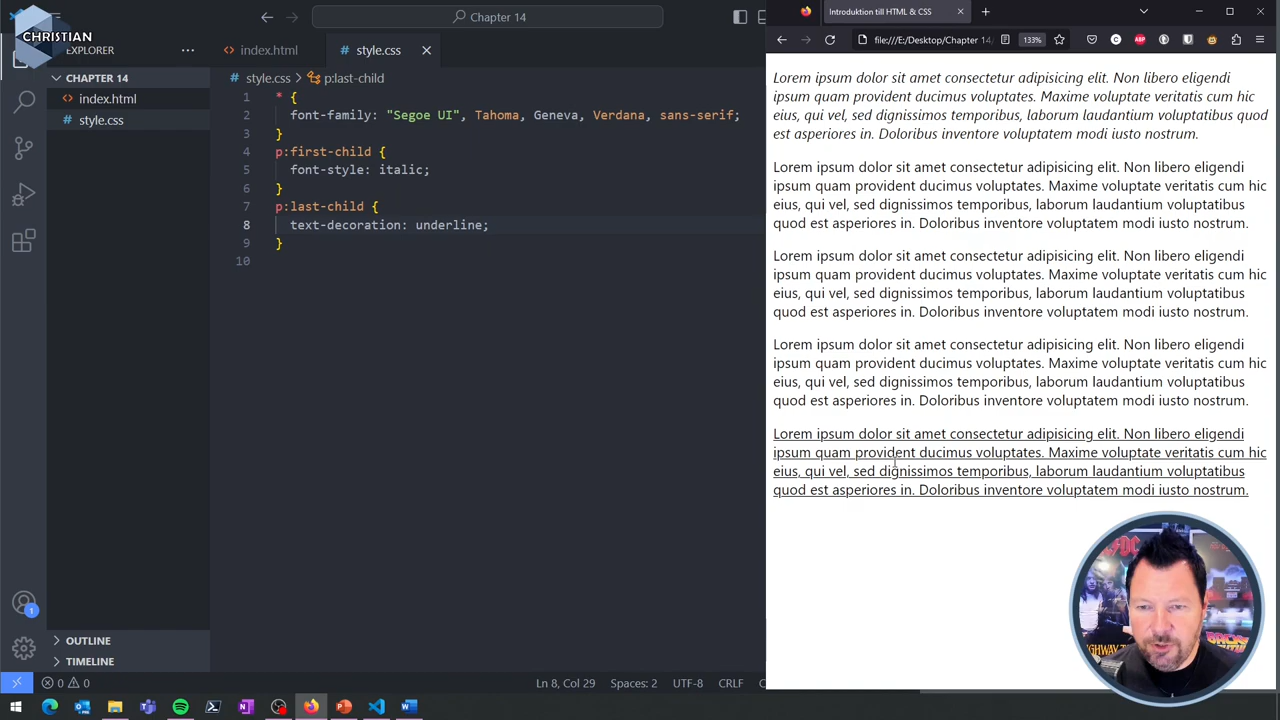 CHRISTIAN
Chapter 14
Introduktion till HTML & CSS
EXPLORER
index.html
style.css
file:///E:/Desktop/Chapter 14/
133%
CHAPTER 14
index.html
style.css
style.css > p:last-child
1 * {
2 font-family: "Segoe UI", Tahoma, Geneva, Verdana, sans-serif;
3 }
4 p:first-child {
5 font-style: italic;
6 }
7 p:last-child {
8 text-decoration: underline;
9 }
10
Lorem ipsum dolor sit amet consectetur adipisicing elit. Non libero eligendi
ipsum quam provident ducimus voluptates. Maxime voluptate veritatis cum hic
eius, qui vel, sed dignissimos temporibus, laborum laudantium voluptatibus quod
est asperiores in. Doloribus inventore voluptatem modi iusto nostrum.
Lorem ipsum dolor sit amet consectetur adipisicing elit. Non libero eligendi
ipsum quam provident ducimus voluptates. Maxime voluptate veritatis cum hic
eius, qui vel, sed dignissimos temporibus, laborum laudantium voluptatibus
quod est asperiores in. Doloribus inventore voluptatem modi iusto nostrum.
Lorem ipsum dolor sit amet consectetur adipisicing elit. Non libero eligendi
ipsum quam provident ducimus voluptates. Maxime voluptate veritatis cum hic
eius, qui vel, sed dignissimos temporibus, laborum laudantium voluptatibus
quod est asperiores in. Doloribus inventore voluptatem modi iusto nostrum.
Lorem ipsum dolor sit amet consectetur adipisicing elit. Non libero eligendi
ipsum quam provident ducimus voluptates. Maxime voluptate veritatis cum hic
eius, qui vel, sed dignissimos temporibus, laborum laudantium voluptatibus
quod est asperiores in. Doloribus inventore voluptatem modi iusto nostrum.
Lorem ipsum dolor sit amet consectetur adipisicing elit. Non libero eligendi
ipsum quam provident ducimus voluptates. Maxime voluptate veritatis cum hic
eius, qui vel, sed dignissimos temporibus, laborum laudantium voluptatibus
quod est asperiores in. Doloribus inventore voluptatem modi iusto nostrum.
1
OUTLINE
TIMELINE
0 0
Ln 8, Col 29 Spaces: 2 UTF-8 CRLF